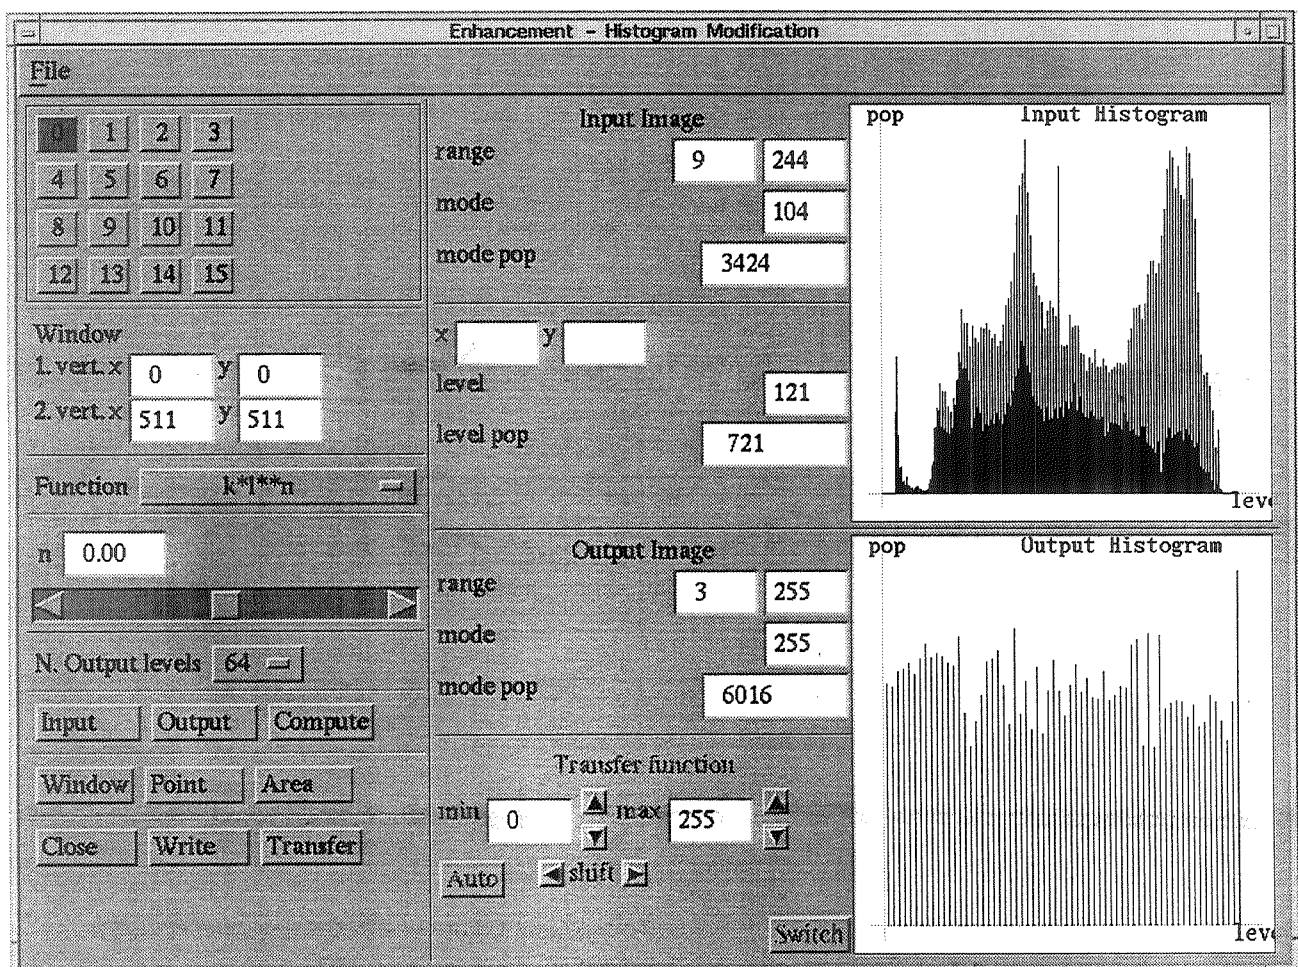 Enhancement - Histogram Modification
File
0 1 2 3
4 5 6 7
8 9 10 11
12 13 14 15
Window
1. vert. x 0 y 0
2. vert. x 511 y 511
Function k*l**n
n 0.00
N. Output levels 64
Input Output Compute
Window Point Area
Close Write Transfer
Input Image
range 9 244
mode 104
mode pop 3424
x y
level 121
level pop 721
Output Image
range 3 255
mode 255
mode pop 6016
Transfer function
min 0 max 255
Auto shift
Switch
pop Input Histogram
leve
pop Output Histogram
leve